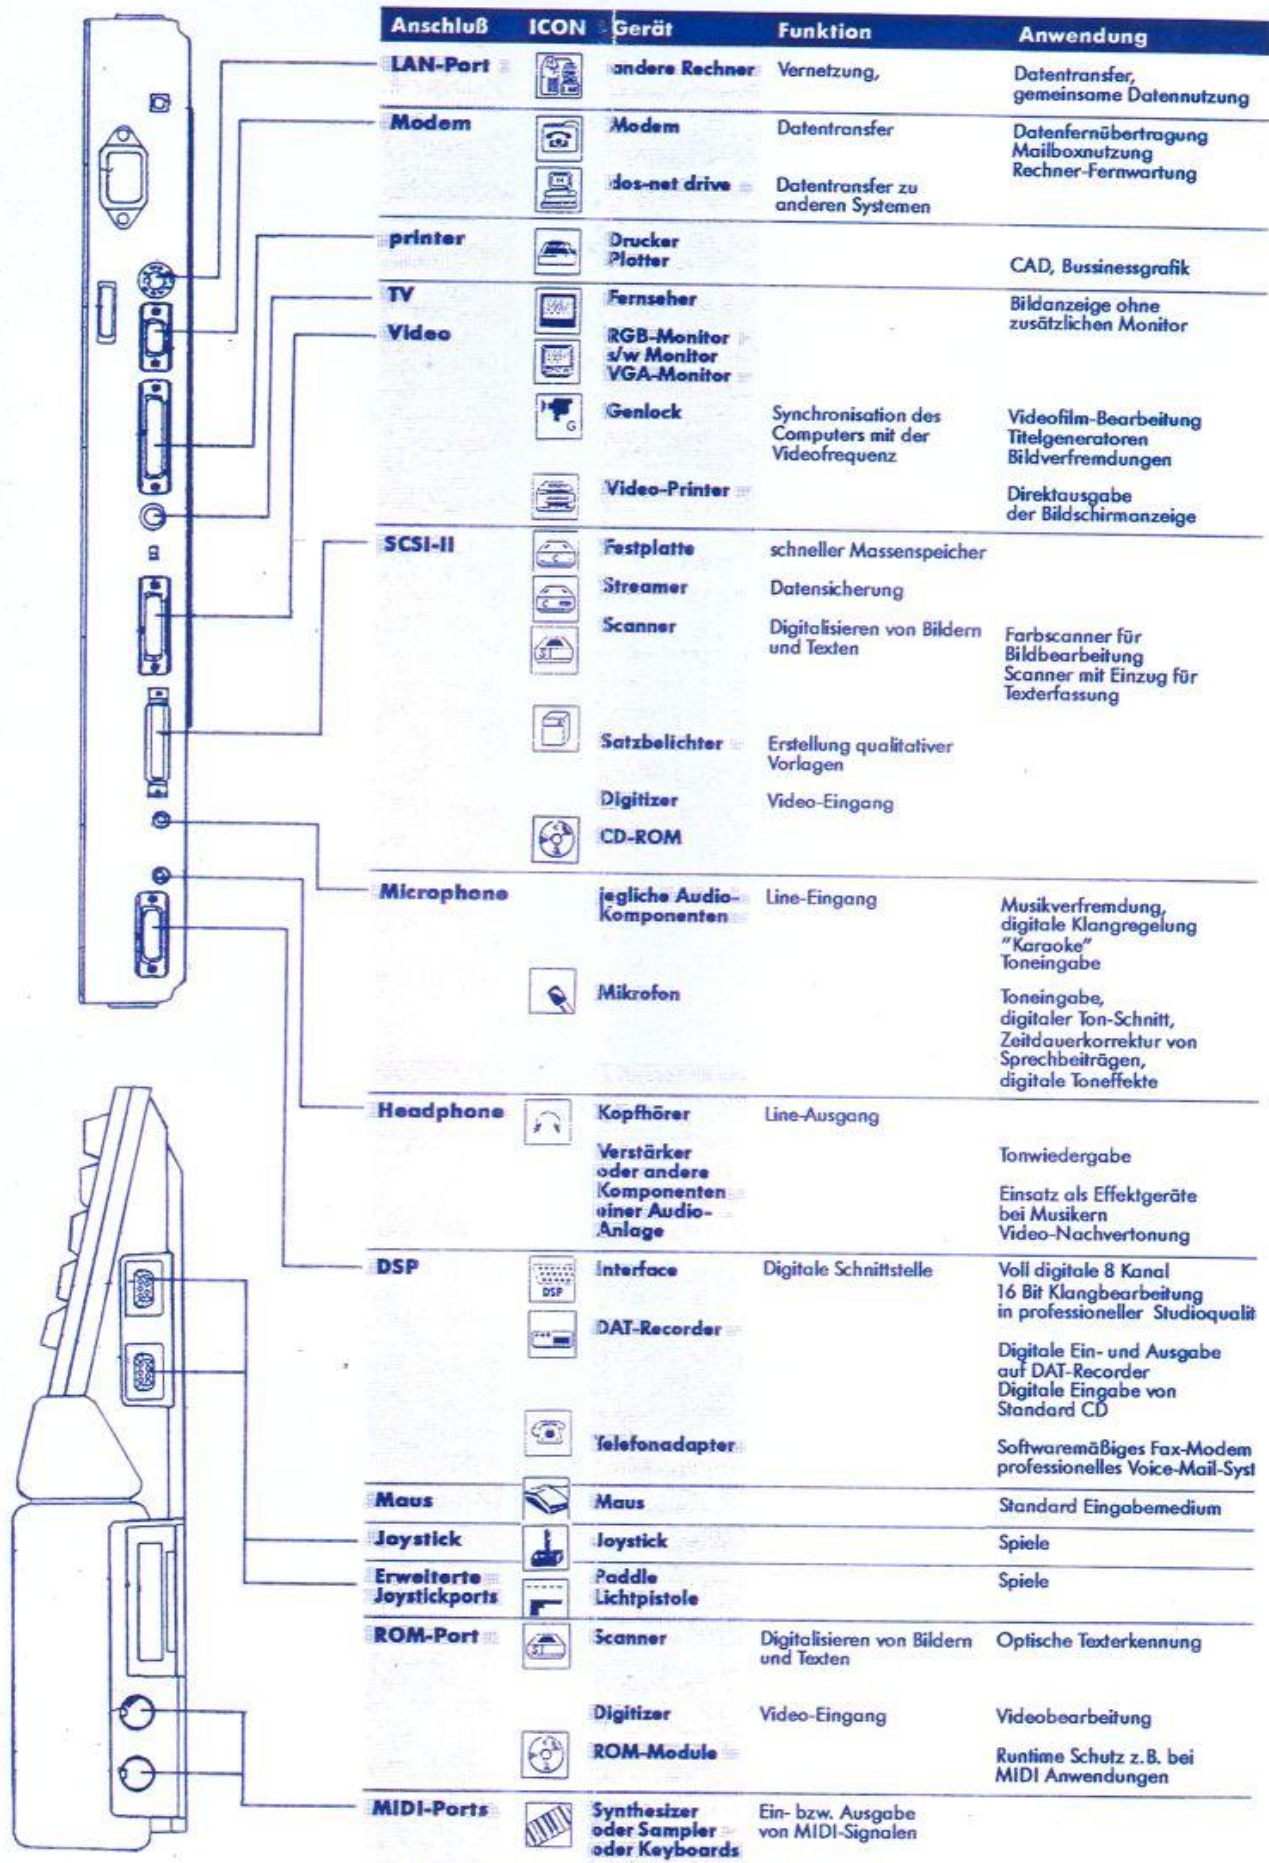 Anschluß ICON Gerät Funktion Anwendung
LAN-Port andere Rechner Vernetzung, Datentransfer,
gemeinsame Datennutzung
Modem Modem Datentransfer Datenfernübertragung
Mailboxnutzung
Rechner-Fernwartung
dos-net drive Datentransfer zu
anderen Systemen
printer Drucker
Plotter CAD, Bussinessgrafik
TV Fernseher Bildanzeige ohne
zusätzlichen Monitor
Video RGB-Monitor
s/w Monitor
VGA-Monitor
G
Genlock Synchronisation des Videofilm-Bearbeitung
Computers mit der Titelgeneratoren
Videofrequenz Bildverfremdungen
Video-Printer Direktausgabe
der Bildschirmanzeige
SCSI-II Festplatte schneller Massenspeicher
Streamer Datensicherung
Scanner Digitalisieren von Bildern Farbscanner für
und Texten Bildbearbeitung
Scanner mit Einzug für
Texterfassung
Satzbelichter Erstellung qualitativer
Vorlagen
Digitizer Video-Eingang
CD-ROM
Microphone jegliche Audio- Line-Eingang Musikverfremdung,
Komponenten digitale Klangregelung
"Karaoke"
Toneingabe
Mikrofon Toneingabe,
digitaler Ton-Schnitt,
Zeitdauerkorrektur von
Sprechbeiträgen,
digitale Toneffekte
Headphone Kopfhörer Line-Ausgang
Verstärker Tonwiedergabe
oder andere
Komponenten Einsatz als Effektgeräte
einer Audio- bei Musikern
Anlage Video-Nachvertonung
DSP DSP Interface Digitale Schnittstelle Voll digitale 8 Kanal
16 Bit Klangbearbeitung
in professioneller Studioqualit
DAT-Recorder Digitale Ein- und Ausgabe
auf DAT-Recorder
Digitale Eingabe von
Standard CD
Telefonadapter Softwaremäßiges Fax-Modem
professionelles Voice-Mail-Syst
Maus Maus Standard Eingabemedium
Joystick Joystick Spiele
Erweiterte Paddle Spiele
Joystickports Lichtpistole
ROM-Port Scanner Digitalisieren von Bildern Optische Texterkennung
und Texten
Digitizer Video-Eingang Videobearbeitung
ROM-Module Runtime Schutz z.B. bei
MIDI Anwendungen
MIDI-Ports Synthesizer Ein- bzw. Ausgabe
oder Sampler von MIDI-Signalen
oder Keyboards